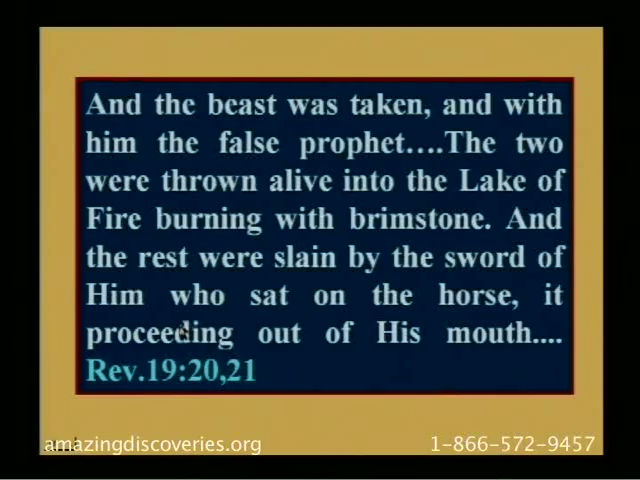 And the beast was taken, and with
him the false prophet....The two
were thrown alive into the Lake of
Fire burning with brimstone. And
the rest were slain by the sword of
Him who sat on the horse, it
proceeding out of His mouth....
Rev.19:20,21
amazingdiscoveries.org
1-866-572-9457